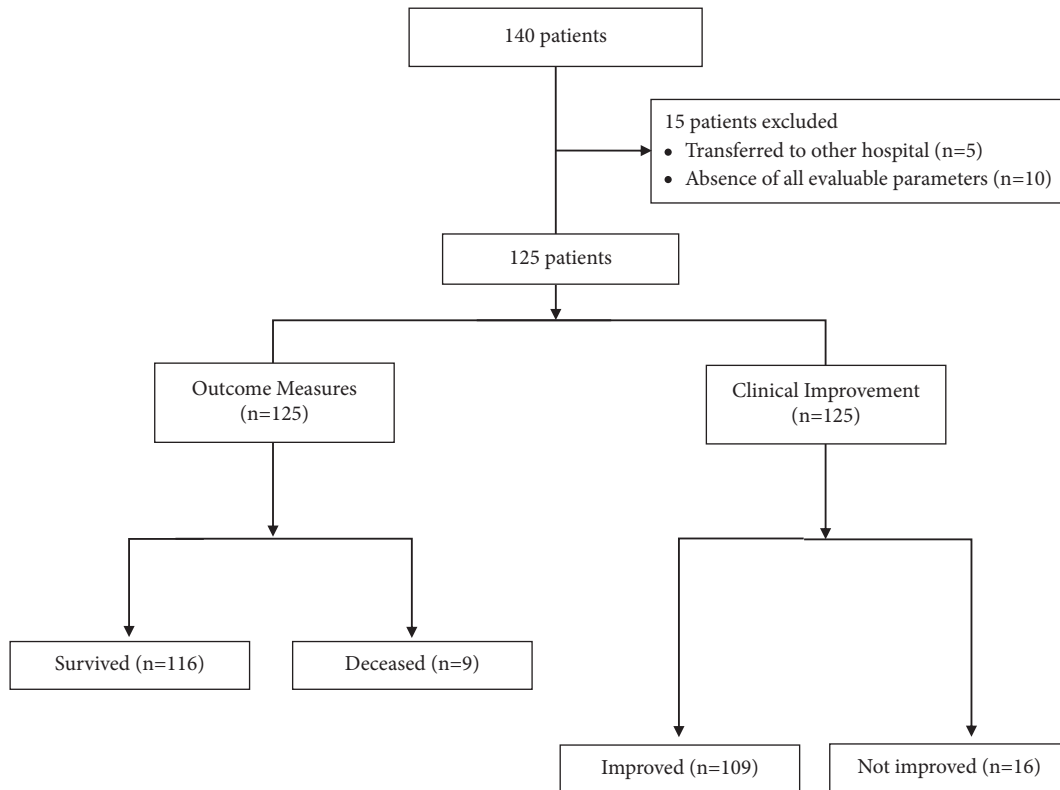 140 patients
15 patients excluded
• Transferred to other hospital (n=5)
• Absence of all evaluable parameters (n=10)
125 patients
Outcome Measures
(n=125)
Clinical Improvement
(n=125)
Survived (n=116)
Deceased (n=9)
Improved (n=109)
Not improved (n=16)